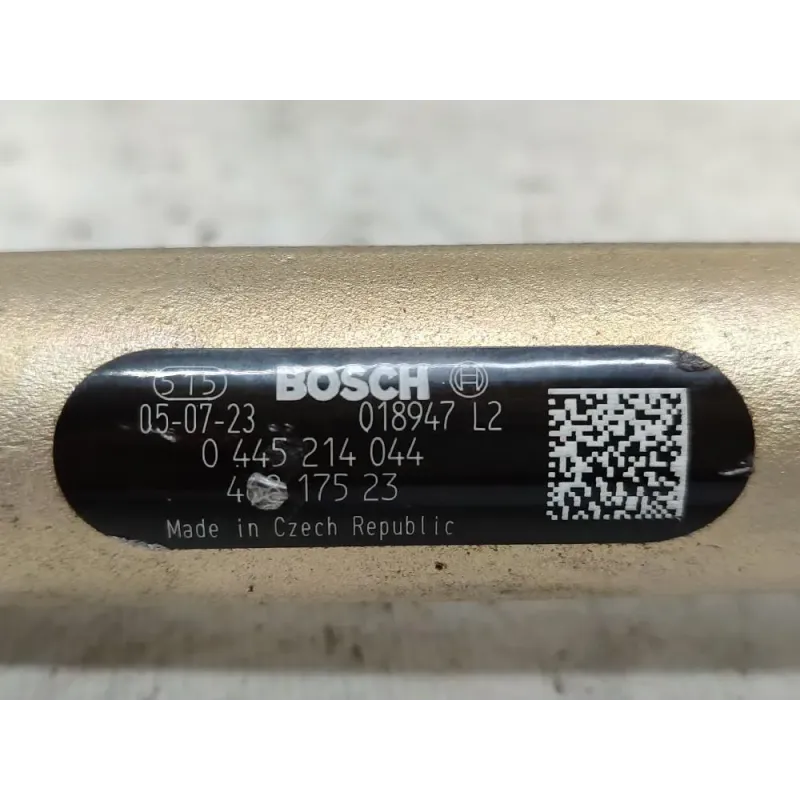 515 BOSCH
05-07-23 018947 L2
0 445 214 044
175 23
Made in Czech Republic